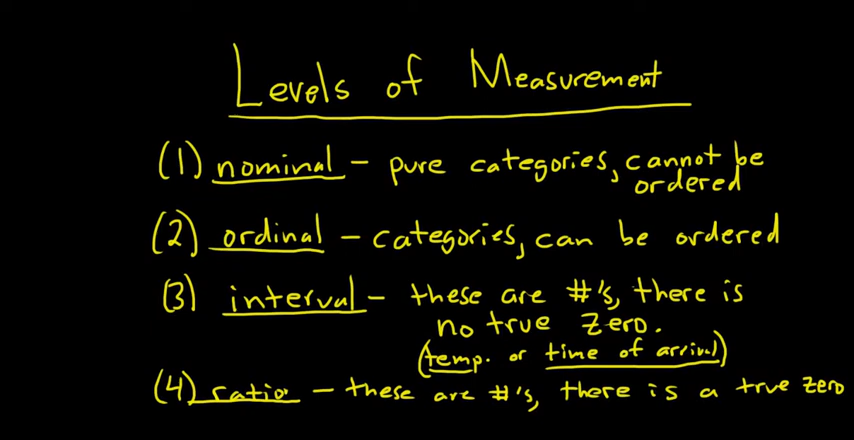 Levels of Measurement
(1) nominal – pure categories, cannot be
ordered
(2) ordinal – categories, can be ordered
(3) interval – these are #'s, there is
no true zero.
(temp. or time of arrival)
(4) ratio – these are #'s, there is a true zero